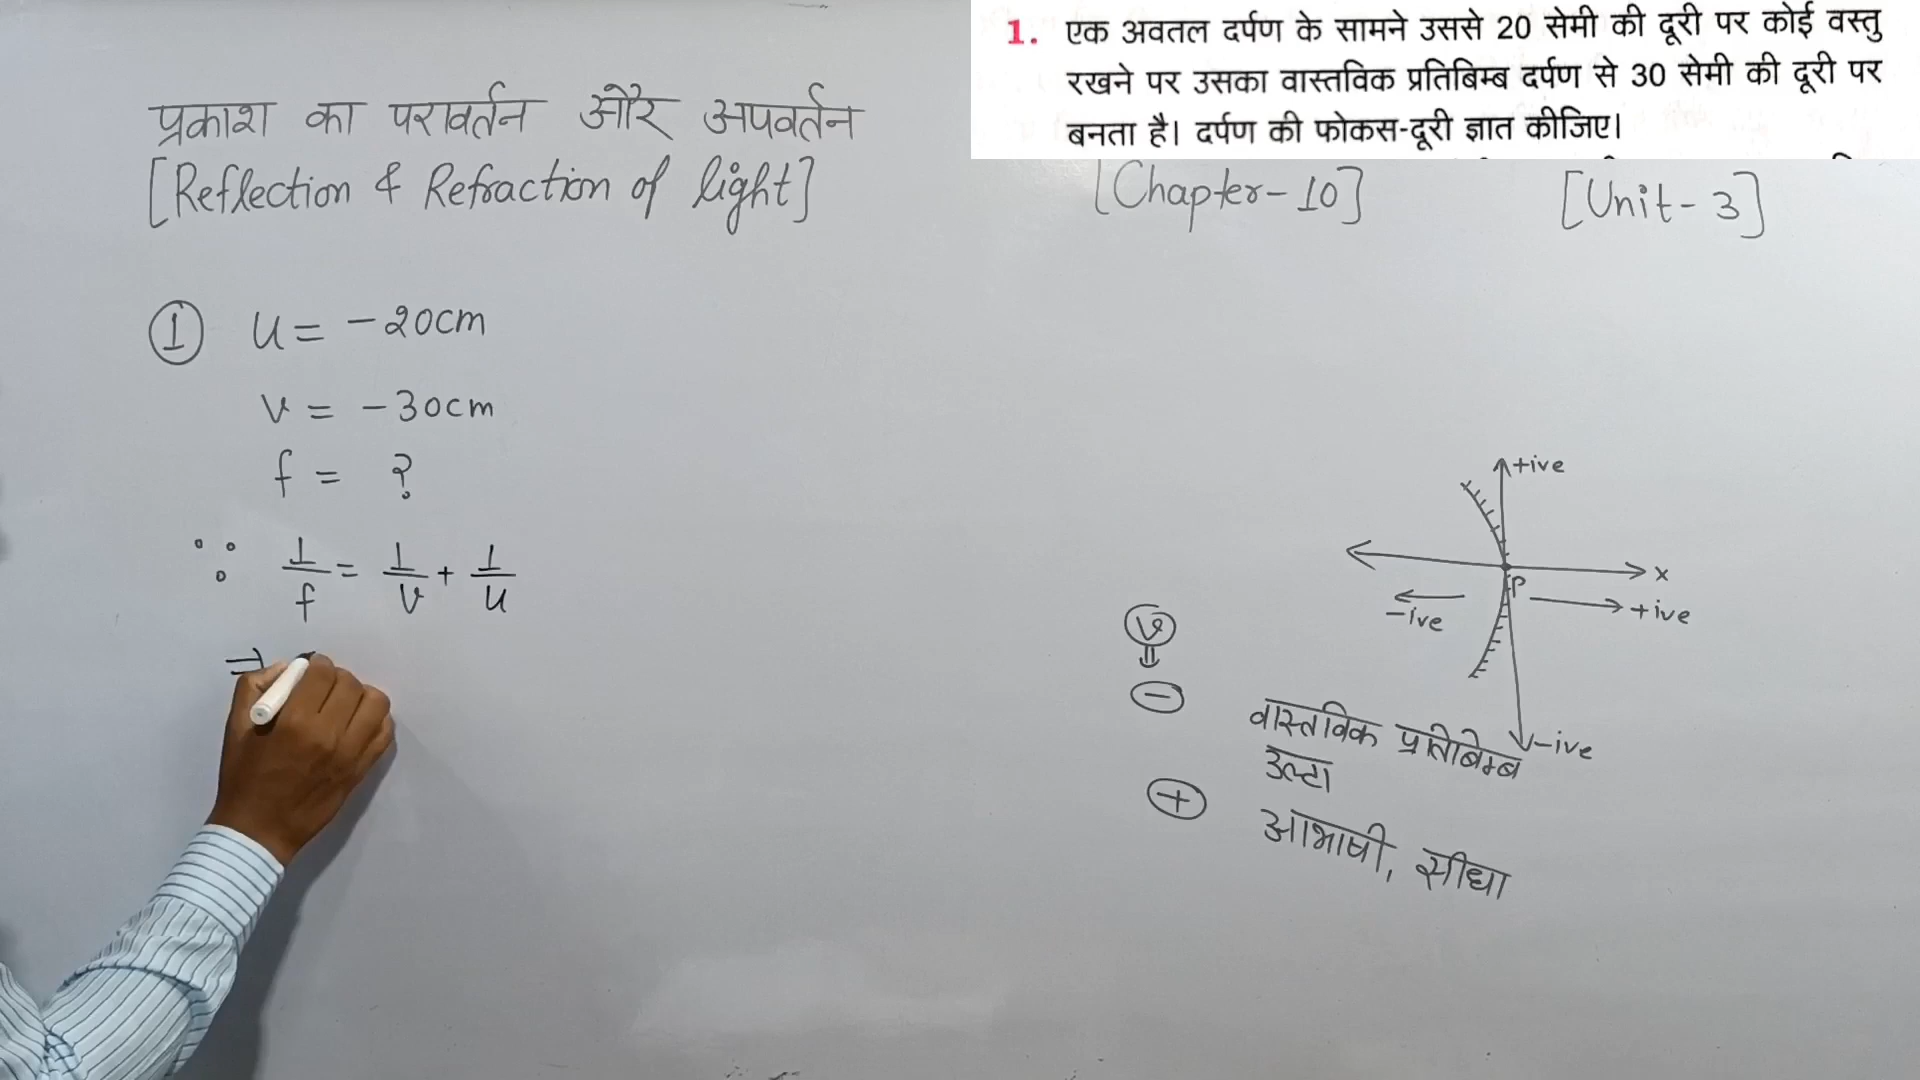 1. एक अवतल दर्पण के सामने उससे 20 सेमी की दूरी पर कोई वस्तु
रखने पर उसका वास्तविक प्रतिबिम्ब दर्पण से 30 सेमी की दूरी पर
बनता है। दर्पण की फोकस-दूरी ज्ञात कीजिए।
प्रकाश का परावर्तन और अपवर्तन
[Reflection & Refraction of light]
[Chapter-10] [Unit-3]
① u = -20cm
v = -30cm
f = ?
∵ 1/f = 1/v + 1/u
⇒
+ive
x
P
-ive +ive
-ive
v
⇓
⊖ वास्तविक प्रतिबिम्ब
उल्टा
⊕ आभाषी, सीधा